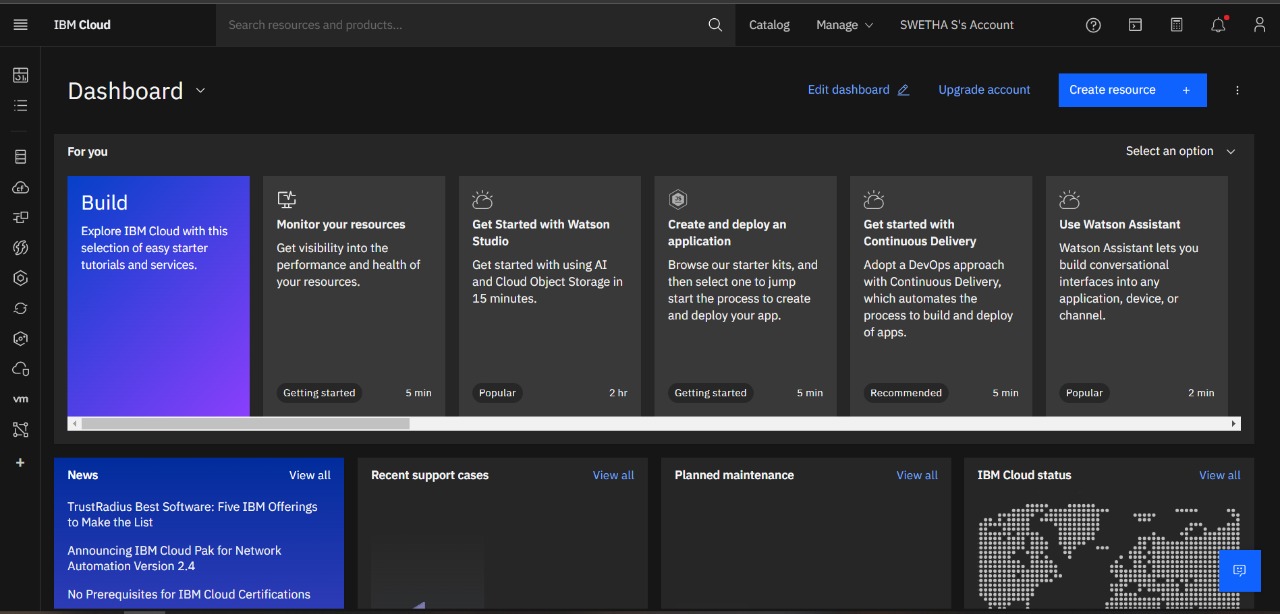 IBM Cloud
Search resources and products...
Catalog
Manage
SWETHA S's Account
Dashboard
Edit dashboard
Upgrade account
Create resource +
For you
Select an option
Build
Explore IBM Cloud with this
selection of easy starter
tutorials and services.
Monitor your resources
Get visibility into the
performance and health of
your resources.
Getting started
5 min
Get Started with Watson
Studio
Get started with using AI
and Cloud Object Storage in
15 minutes.
Popular
2 hr
Create and deploy an
application
Browse our starter kits, and
then select one to jump
start the process to create
and deploy your app.
Getting started
5 min
Get started with
Continuous Delivery
Adopt a DevOps approach
with Continuous Delivery,
which automates the
process to build and deploy
of apps.
Recommended
5 min
Use Watson Assistant
Watson Assistant lets you
build conversational
interfaces into any
application, device, or
channel.
Popular
2 min
vm
News
View all
TrustRadius Best Software: Five IBM Offerings
to Make the List
Announcing IBM Cloud Pak for Network
Automation Version 2.4
No Prerequisites for IBM Cloud Certifications
Recent support cases
View all
Planned maintenance
View all
IBM Cloud status
View all